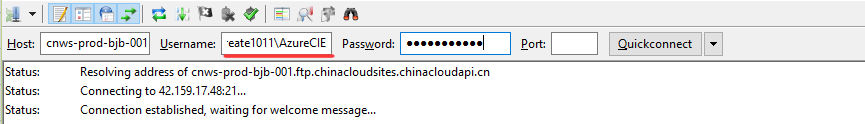 Host: cnws-prod-bjb-001 Username: reate1011\AzureCIE Password: ●●●●●●●●●●● Port: Quickconnect
Status: Resolving address of cnws-prod-bjb-001.ftp.chinacloudsites.chinacloudapi.cn
Status: Connecting to 42.159.17.48:21...
Status: Connection established, waiting for welcome message...